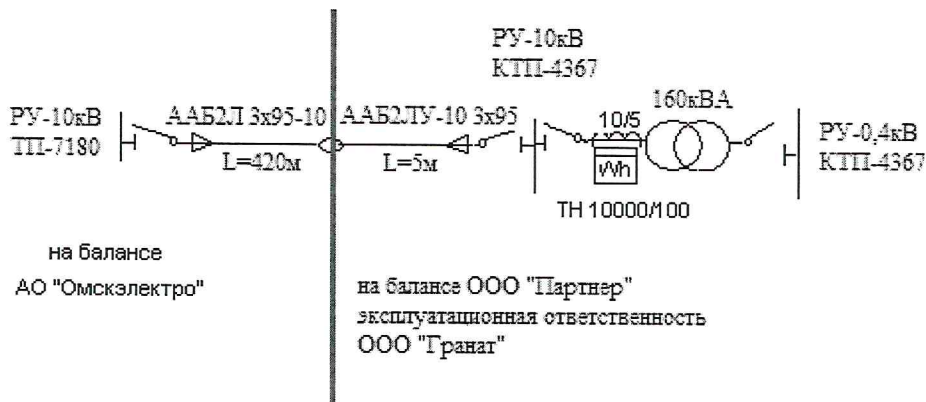 РУ-10кВ
КТП-4367
РУ-10кВ
ТП-7180
ААБ2Л 3х95-10
L=420м
ААБ2ЛУ-10 3х95
L=5м
10/5
Wh
ТН 10000/100
160кВА
РУ-0,4кВ
КТП-4367
на балансе
АО "Омскэлектро"
на балансе ООО "Партнер"
эксплуатационная ответственность
ООО "Гранат"